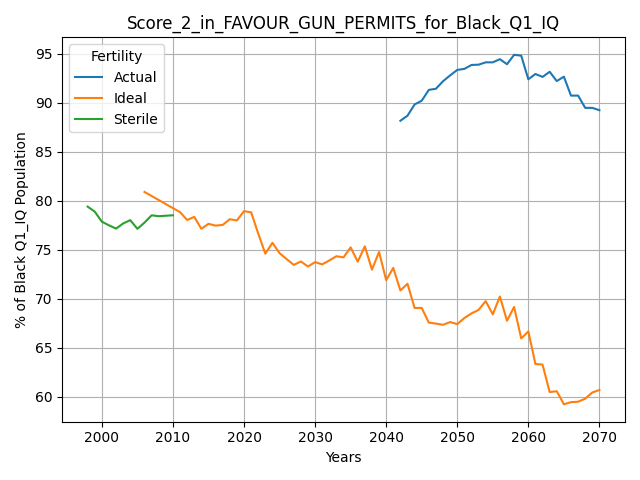 Score_2_in_FAVOUR_GUN_PERMITS_for_Black_Q1_IQ
Fertility
Actual
Ideal
Sterile
% of Black Q1_IQ Population
95
90
85
80
75
70
65
60
2000
2010
2020
2030
2040
2050
2060
2070
Years